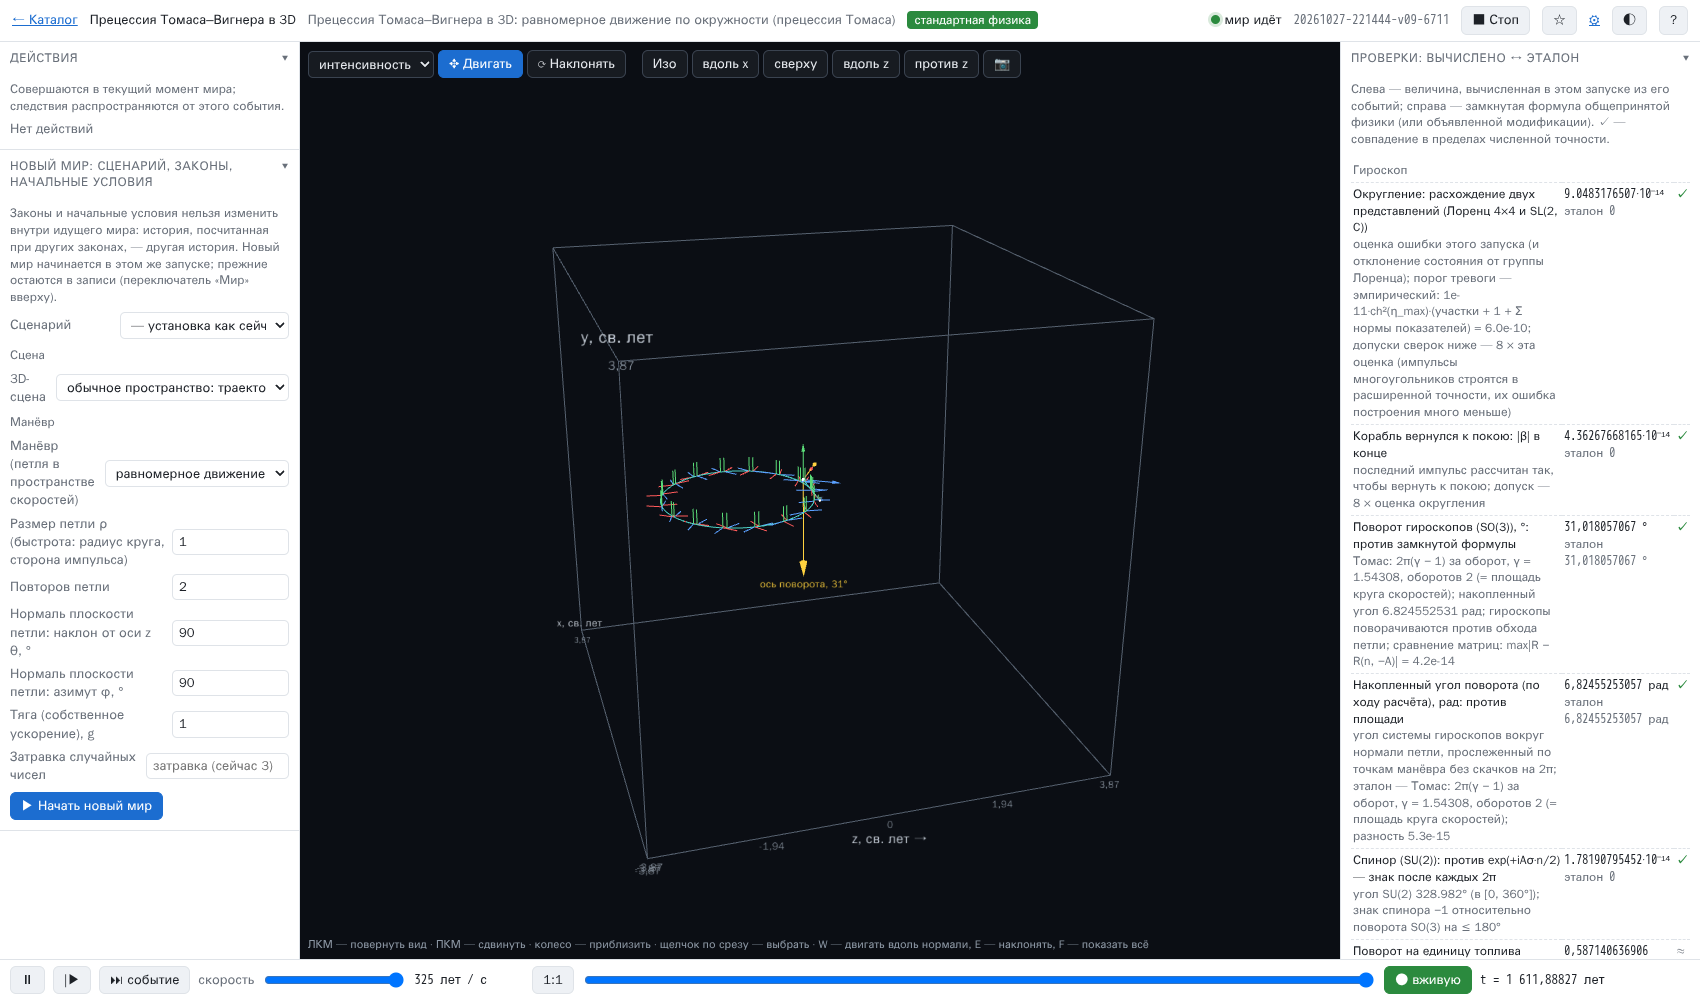 ← Каталог Прецессия Томаса—Вигнера в 3D Прецессия Томаса—Вигнера в 3D: равномерное движение по окружности (прецессия Томаса) стандартная физика мир идёт 20261027-221444-v09-6711 Стоп ☆ ⚙ ?
ДЕЙСТВИЯ
Совершаются в текущий момент мира;
следствия распространяются от этого события.
Нет действий
НОВЫЙ МИР: СЦЕНАРИЙ, ЗАКОНЫ,
НАЧАЛЬНЫЕ УСЛОВИЯ
Законы и начальные условия нельзя изменить
внутри идущего мира: история, посчитанная
при других законах, — другая история. Новый
мир начинается в этом же запуске; прежние
остаются в записи (переключатель «Мир»
вверху).
Сценарий — установка как сейч
Сцена
3D-
сцена обычное пространство: траекто
Манёвр
Манёвр
(петля в
пространстве
скоростей) равномерное движение
Размер петли ρ
(быстрота: радиус круга,
сторона импульса) 1
Повторов петли 2
Нормаль плоскости
петли: наклон от оси z
θ, ° 90
Нормаль плоскости
петли: азимут φ, ° 90
Тяга (собственное
ускорение), g 1
Затравка случайных
чисел затравка (сейчас 3)
▶ Начать новый мир
интенсивность ✥ Двигать ⟳ Наклонять Изо вдоль x сверху вдоль z против z
y, св. лет
3,87
ось поворота, 31°
x, св. лет
3,87
3,87
1,94
0
z, св. лет →
-1,94
ЛКМ — повернуть вид · ПКМ — сдвинуть · колесо — приблизить · щелчок по срезу — выбрать · W — двигать вдоль нормали, E — наклонять, F — показать всё
ПРОВЕРКИ: ВЫЧИСЛЕНО ↔ ЭТАЛОН
Слева — величина, вычисленная в этом запуске из его
событий; справа — замкнутая формула общепринятой
физики (или объявленной модификации). ✓ —
совпадение в пределах численной точности.
Гироскоп
Округление: расхождение двух 9.0483176507·10⁻¹⁴ ✓
представлений (Лоренц 4×4 и SL(2, эталон 0
C))
оценка ошибки этого запуска (и
отклонение состояния от группы
Лоренца); порог тревоги —
эмпирический: 1e-
11·ch²(η_max)·(участки + 1 + Σ
нормы показателей) = 6.0e-10;
допуски сверок ниже — 8 × эта
оценка (импульсы
многоугольников строятся в
расширенной точности, их ошибка
построения много меньше)
Корабль вернулся к покою: |β| в 4.36267668165·10⁻¹⁴ ✓
конце эталон 0
последний импульс рассчитан так,
чтобы вернуть к покою; допуск —
8 × оценка округления
Поворот гироскопов (SO(3)), °: 31,018057067 ° ✓
против замкнутой формулы эталон
Томас: 2π(γ − 1) за оборот, γ = 31,018057067 °
1.54308, оборотов 2 (= площадь
круга скоростей); накопленный
угол 6.824552531 рад; гироскопы
поворачиваются против обхода
петли; сравнение матриц: max|R −
R(n, −A)| = 4.2e-14
Накопленный угол поворота (по 6,82455253057 рад ✓
ходу расчёта), рад: против эталон
площади 6,82455253057 рад
угол системы гироскопов вокруг
нормали петли, прослеженный по
точкам манёвра без скачков на 2π;
эталон — Томас: 2π(γ − 1) за
оборот, γ = 1.54308, оборотов 2 (=
площадь круга скоростей);
разность 5.3e-15
Спинор (SU(2)): против exp(+iAσ·n/2) 1.78190795452·10⁻¹⁴ ✓
— знак после каждых 2π эталон 0
угол SU(2) 328.982° (в [0, 360°]);
знак спинора −1 относительно
поворота SO(3) на ≤ 180°
Поворот на единицу топлива 0,587140636906 ≈
⏸ |▶ ⏭ событие скорость 325 лет / с 1:1 вживую t = 1 611,88827 лет